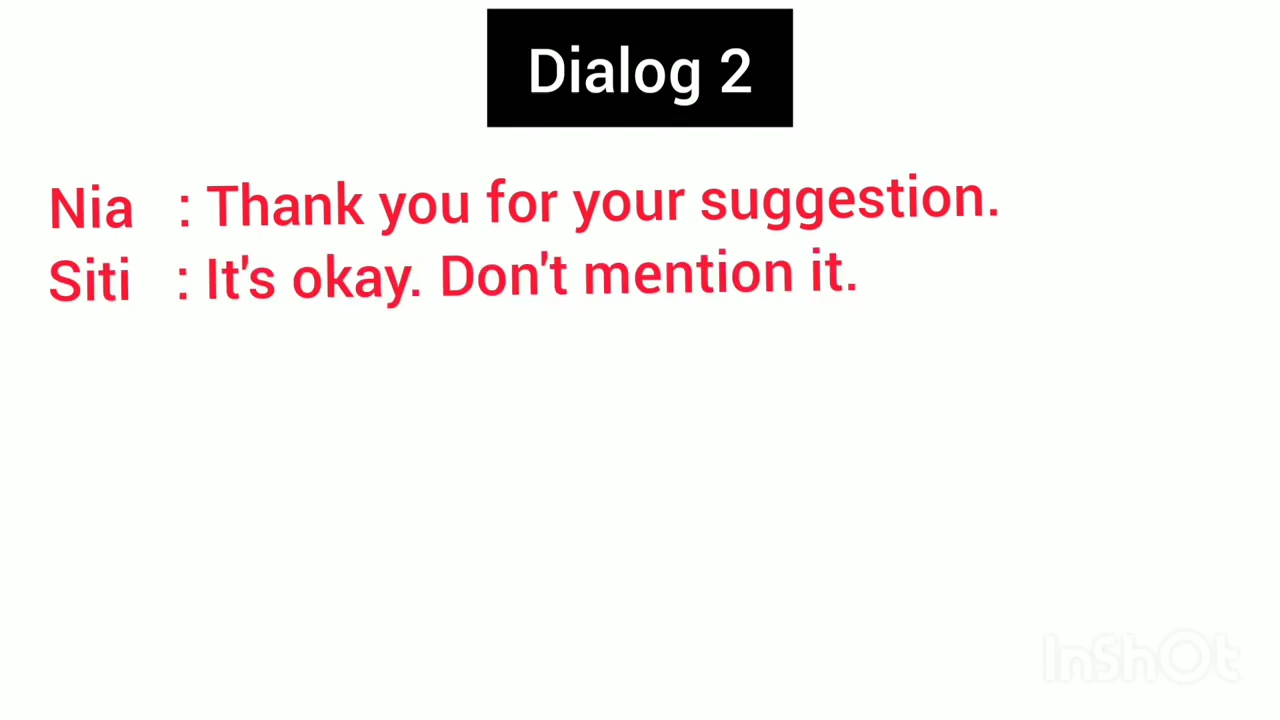 Dialog 2
Nia : Thank you for your suggestion.
Siti : It's okay. Don't mention it.
InShOt